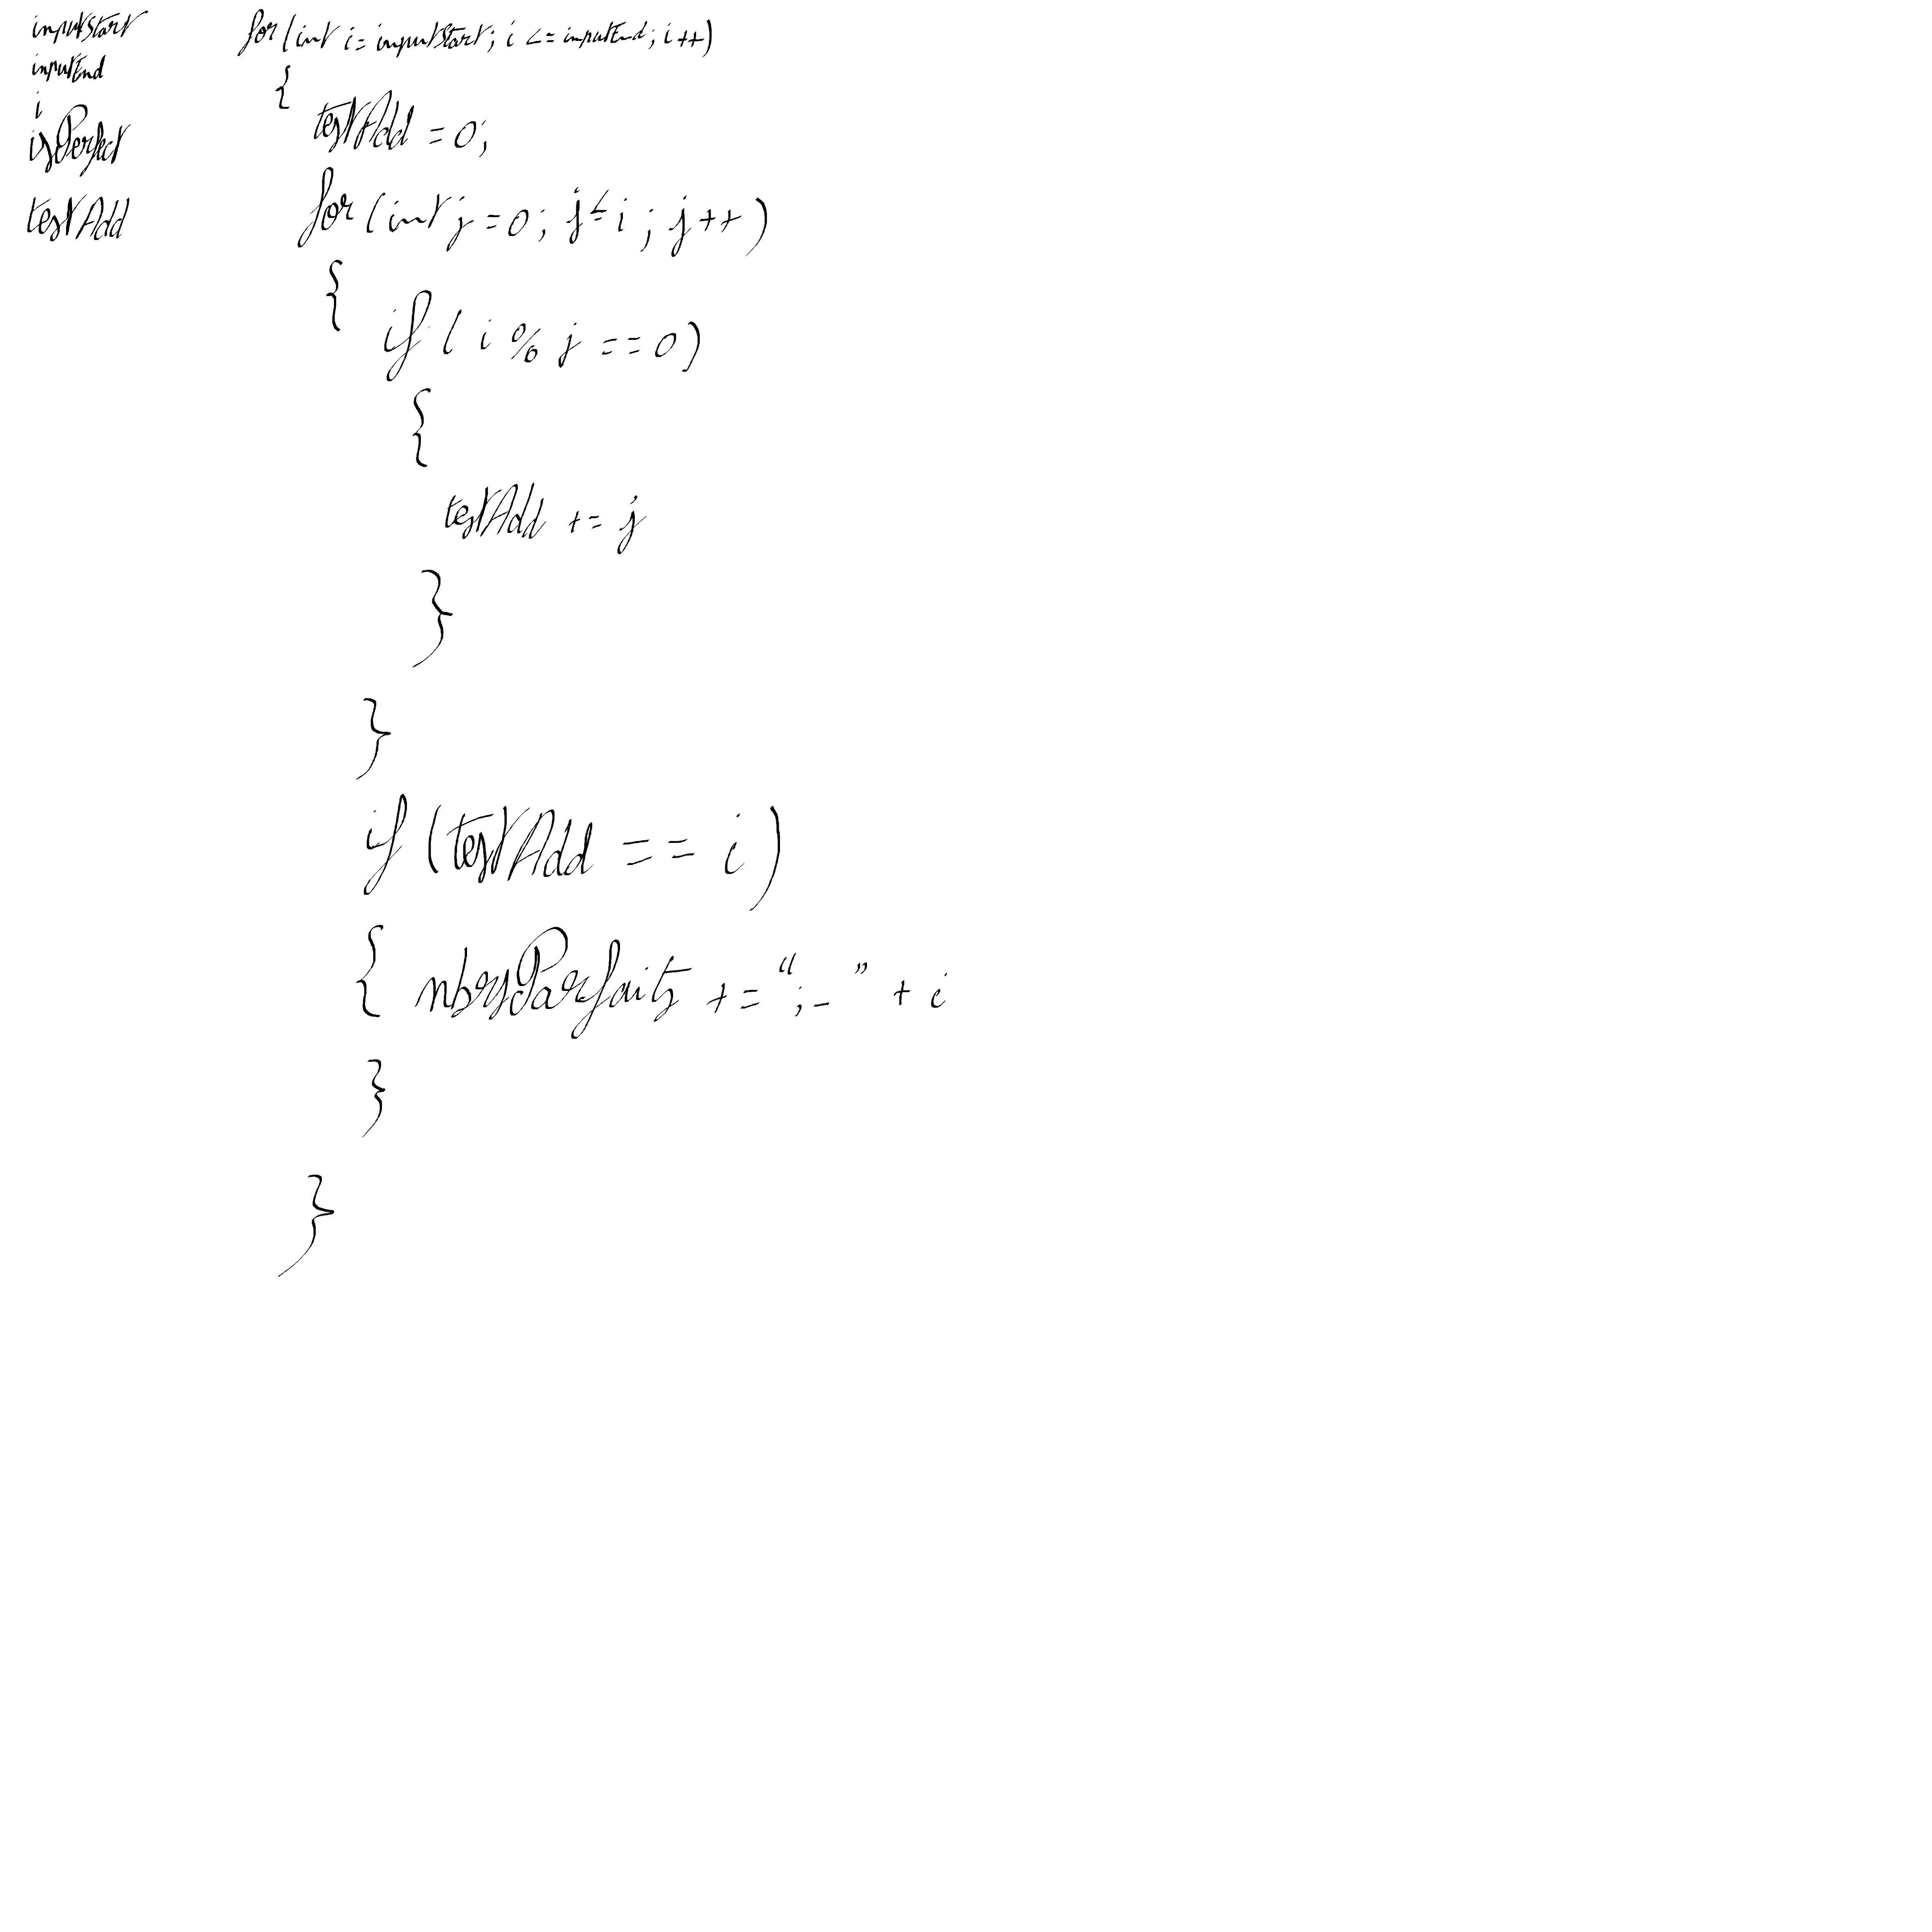 inputStart
inputEnd
i
isPerfect
testAdd
for (int i = inputStart; i <= inputEnd; i++)
{
testAdd = 0;
for (int j = 0; j <= i; j++)
{
if (i % j == 0)
{
testAdd += j
}
}
if (testAdd == i)
{ nbrsParfaits += "; _ " + i
}
}